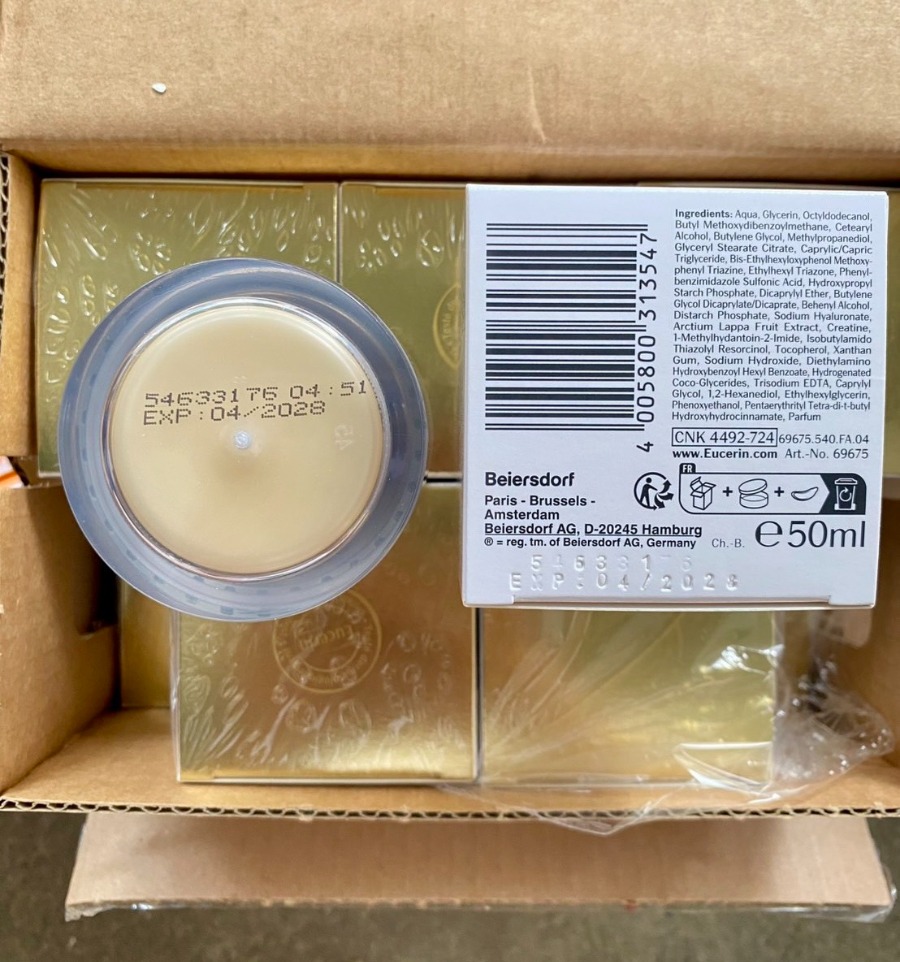 54633176 04:51
EXP:04/2028
4 005800 313547
Ingredients: Aqua, Glycerin, Octyldodecanol,
Butyl Methoxydibenzoylmethane, Cetearyl
Alcohol, Butylene Glycol, Methylpropanediol,
Glyceryl Stearate Citrate, Caprylic/Capric
Triglyceride, Bis-Ethylhexyloxyphenol Methoxy-
phenyl Triazine, Ethylhexyl Triazone, Phenyl-
benzimidazole Sulfonic Acid, Hydroxypropyl
Starch Phosphate, Dicaprylyl Ether, Butylene
Glycol Dicaprylate/Dicaprate, Behenyl Alcohol,
Distarch Phosphate, Sodium Hyaluronate,
Arctium Lappa Fruit Extract, Creatine,
1-Methylhydantoin-2-Imide, Isobutylamido
Thiazolyl Resorcinol, Tocopherol, Xanthan
Gum, Sodium Hydroxide, Diethylamino
Hydroxybenzoyl Hexyl Benzoate, Hydrogenated
Coco-Glycerides, Trisodium EDTA, Caprylyl
Glycol, 1,2-Hexanediol, Ethylhexylglycerin,
Phenoxyethanol, Pentaerythrityl Tetra-di-t-butyl
Hydroxyhydrocinnamate, Parfum
CNK 4492-724 69675.540.FA.04
www.Eucerin.com Art.-No. 69675
FR
Beiersdorf
Paris - Brussels -
Amsterdam
Beiersdorf AG, D-20245 Hamburg
® = reg. tm. of Beiersdorf AG, Germany Ch.-B. ℮50ml
54633176
EXP:04/2028
Eucerin